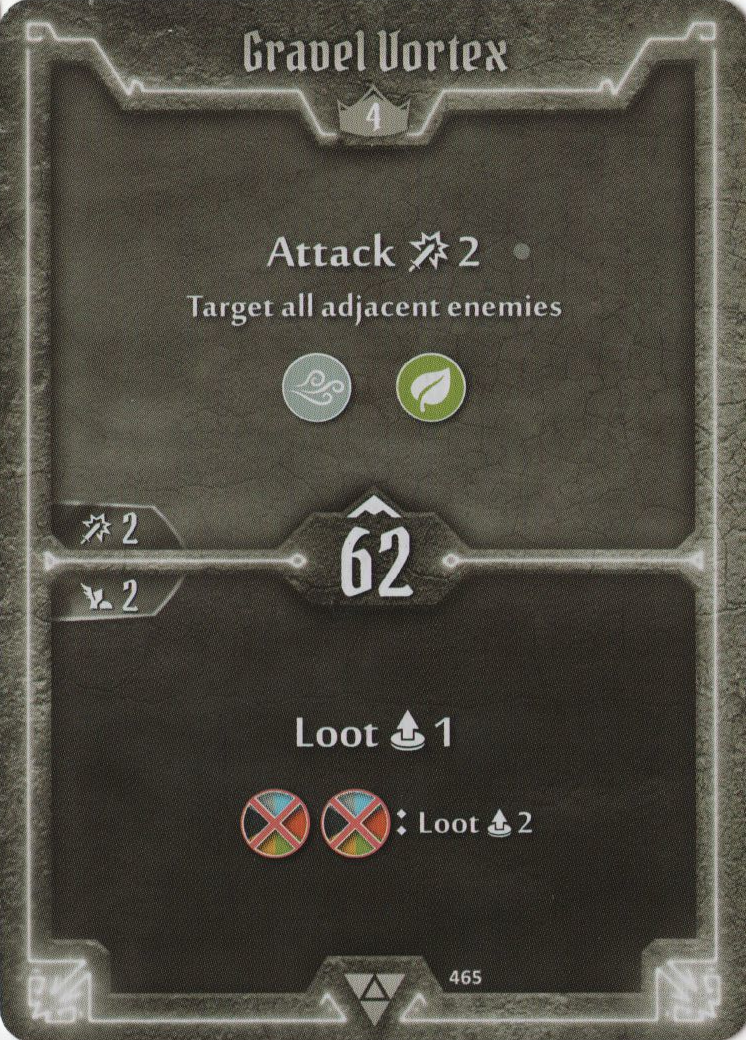 Gravel Vortex
4
Attack 2
Target all adjacent enemies
2
62
2
Loot 1
: Loot 2
465